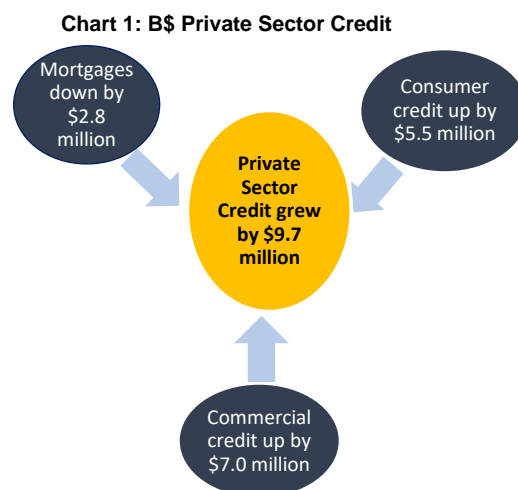 Chart 1: B$ Private Sector Credit
Mortgages
down by
$2.8
million
Consumer
credit up by
$5.5 million
Private
Sector
Credit grew
by $9.7
million
Commercial
credit up by
$7.0 million